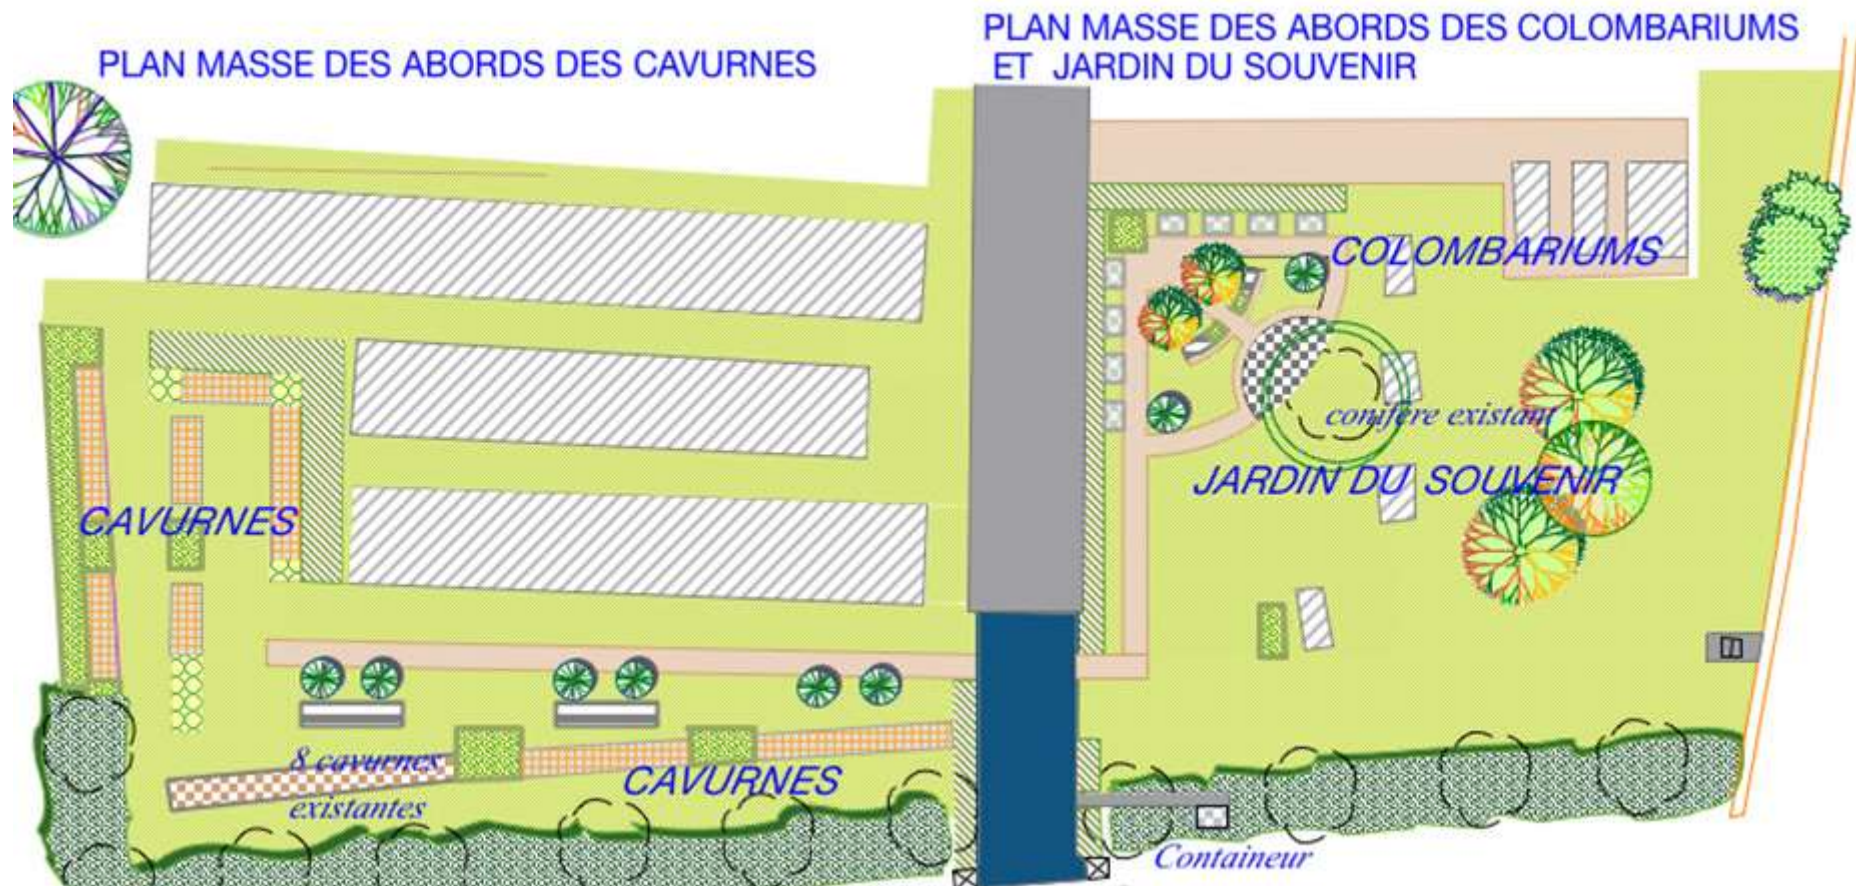 PLAN MASSE DES ABORDS DES CAVURNES
PLAN MASSE DES ABORDS DES COLOMBARIUMS
ET JARDIN DU SOUVENIR
COLOMBARIUMS
conifère existant
JARDIN DU SOUVENIR
CAVURNES
8 cavurnes
existantes
CAVURNES
Containeur